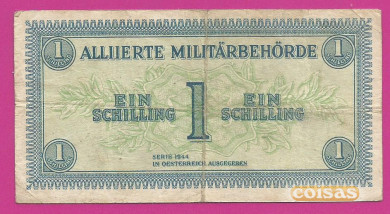 1
1
ALLIIERTE MILITÄRBEHÖRDE
EIN
SCHILLING
1
EIN
SCHILLING
SERIE 1944
IN OESTERREICH AUSGEGEBEN
1
1
coisas